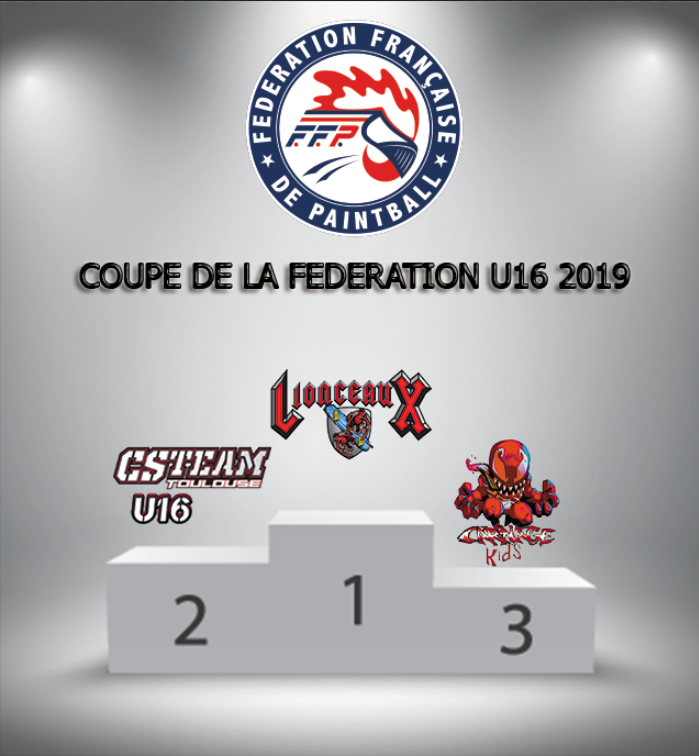 FEDERATION FRANÇAISE
F.F.P.
DE PAINTBALL
COUPE DE LA FEDERATION U16 2019
LIONCEAUX
CSTEAM
TOULOUSE
U16
Kids
2
1
3